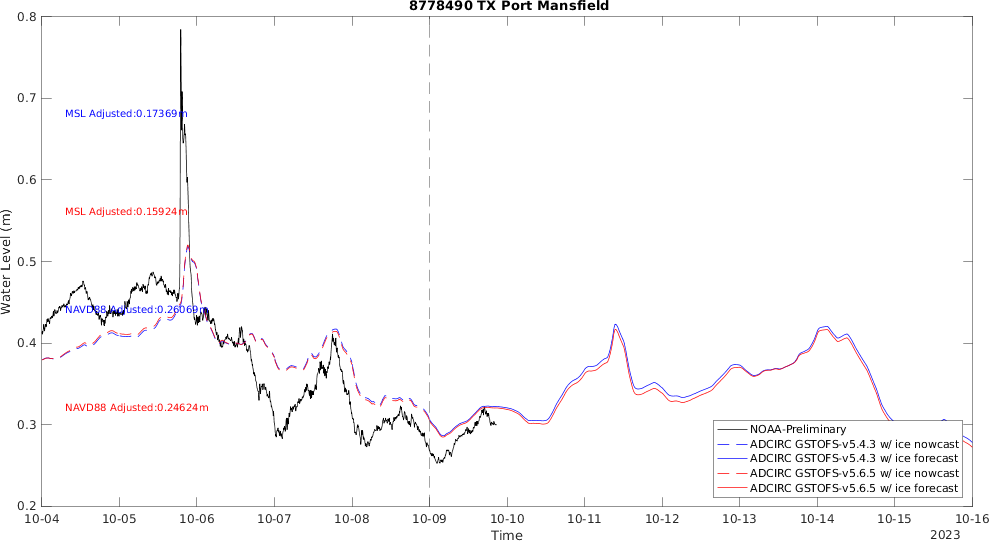 8778490 TX Port Mansfield
0.8
0.7
0.6
0.5
0.4
0.3
0.2
Water Level (m)
MSL Adjusted:0.17369m
MSL Adjusted:0.15924m
NAVD88 Adjusted:0.26069m
NAVD88 Adjusted:0.24624m
NOAA-Preliminary
ADCIRC GSTOFS-v5.4.3 w/ ice nowcast
ADCIRC GSTOFS-v5.4.3 w/ ice forecast
ADCIRC GSTOFS-v5.6.5 w/ ice nowcast
ADCIRC GSTOFS-v5.6.5 w/ ice forecast
10-04 10-05 10-06 10-07 10-08 10-09 10-10 10-11 10-12 10-13 10-14 10-15 10-16
Time
2023